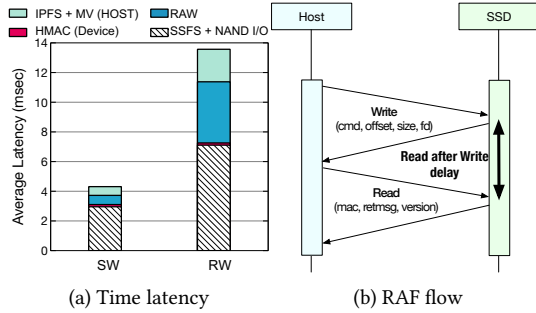 IPFS + MV (HOST)
RAW
HMAC (Device)
SSFS + NAND I/O
Average Latency (msec)
14
12
10
8
6
4
2
0
SW
RW
(a) Time latency
Host
SSD
Write
(cmd, offset, size, fd)
Read after Write
delay
Read
(mac, retmsg, version)
(b) RAF flow